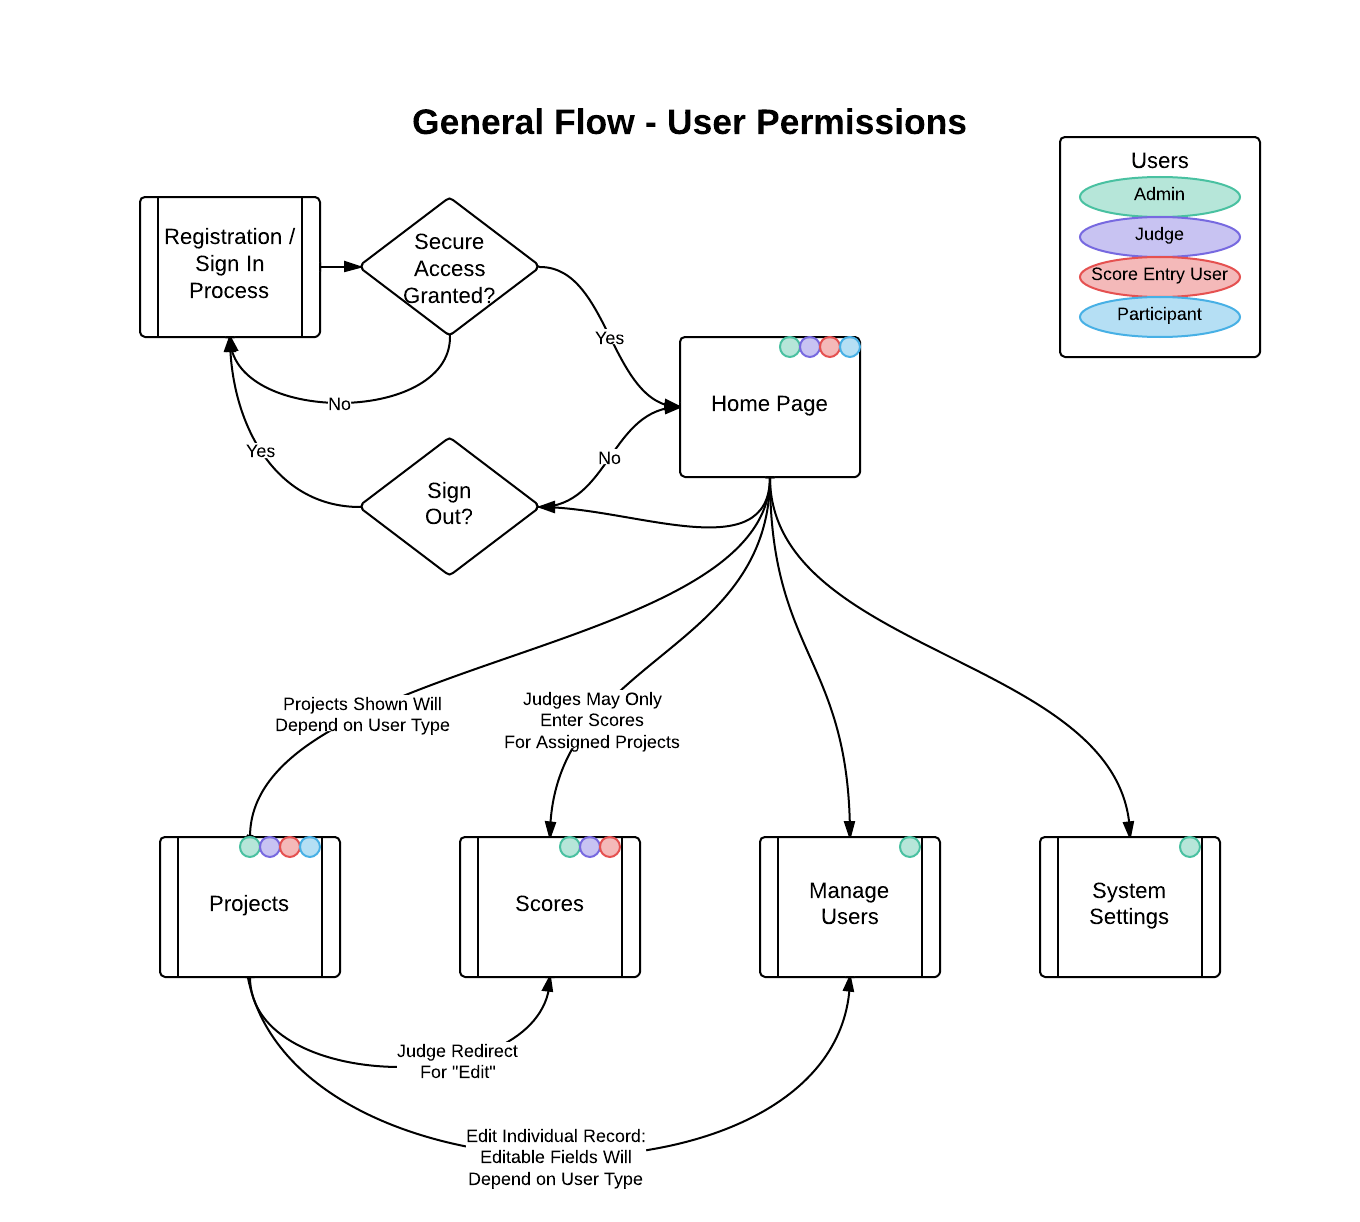 General Flow - User Permissions
Users
Admin
Judge
Score Entry User
Participant
Registration /
Sign In
Process
Secure
Access
Granted?
Yes
No
Home Page
Yes
No
Sign
Out?
Projects Shown Will
Depend on User Type
Judges May Only
Enter Scores
For Assigned Projects
Projects
Scores
Manage
Users
System
Settings
Judge Redirect
For "Edit"
Edit Individual Record:
Editable Fields Will
Depend on User Type